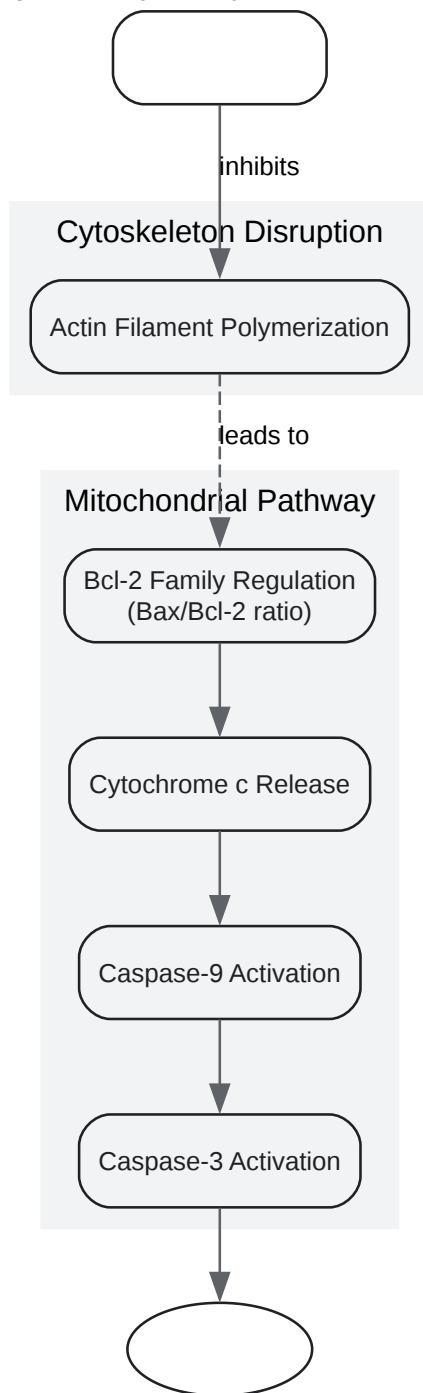 inhibits
Cytoskeleton Disruption
Actin Filament Polymerization
leads to
Mitochondrial Pathway
Bcl-2 Family Regulation
(Bax/Bcl-2 ratio)
Cytochrome c Release
Caspase-9 Activation
Caspase-3 Activation